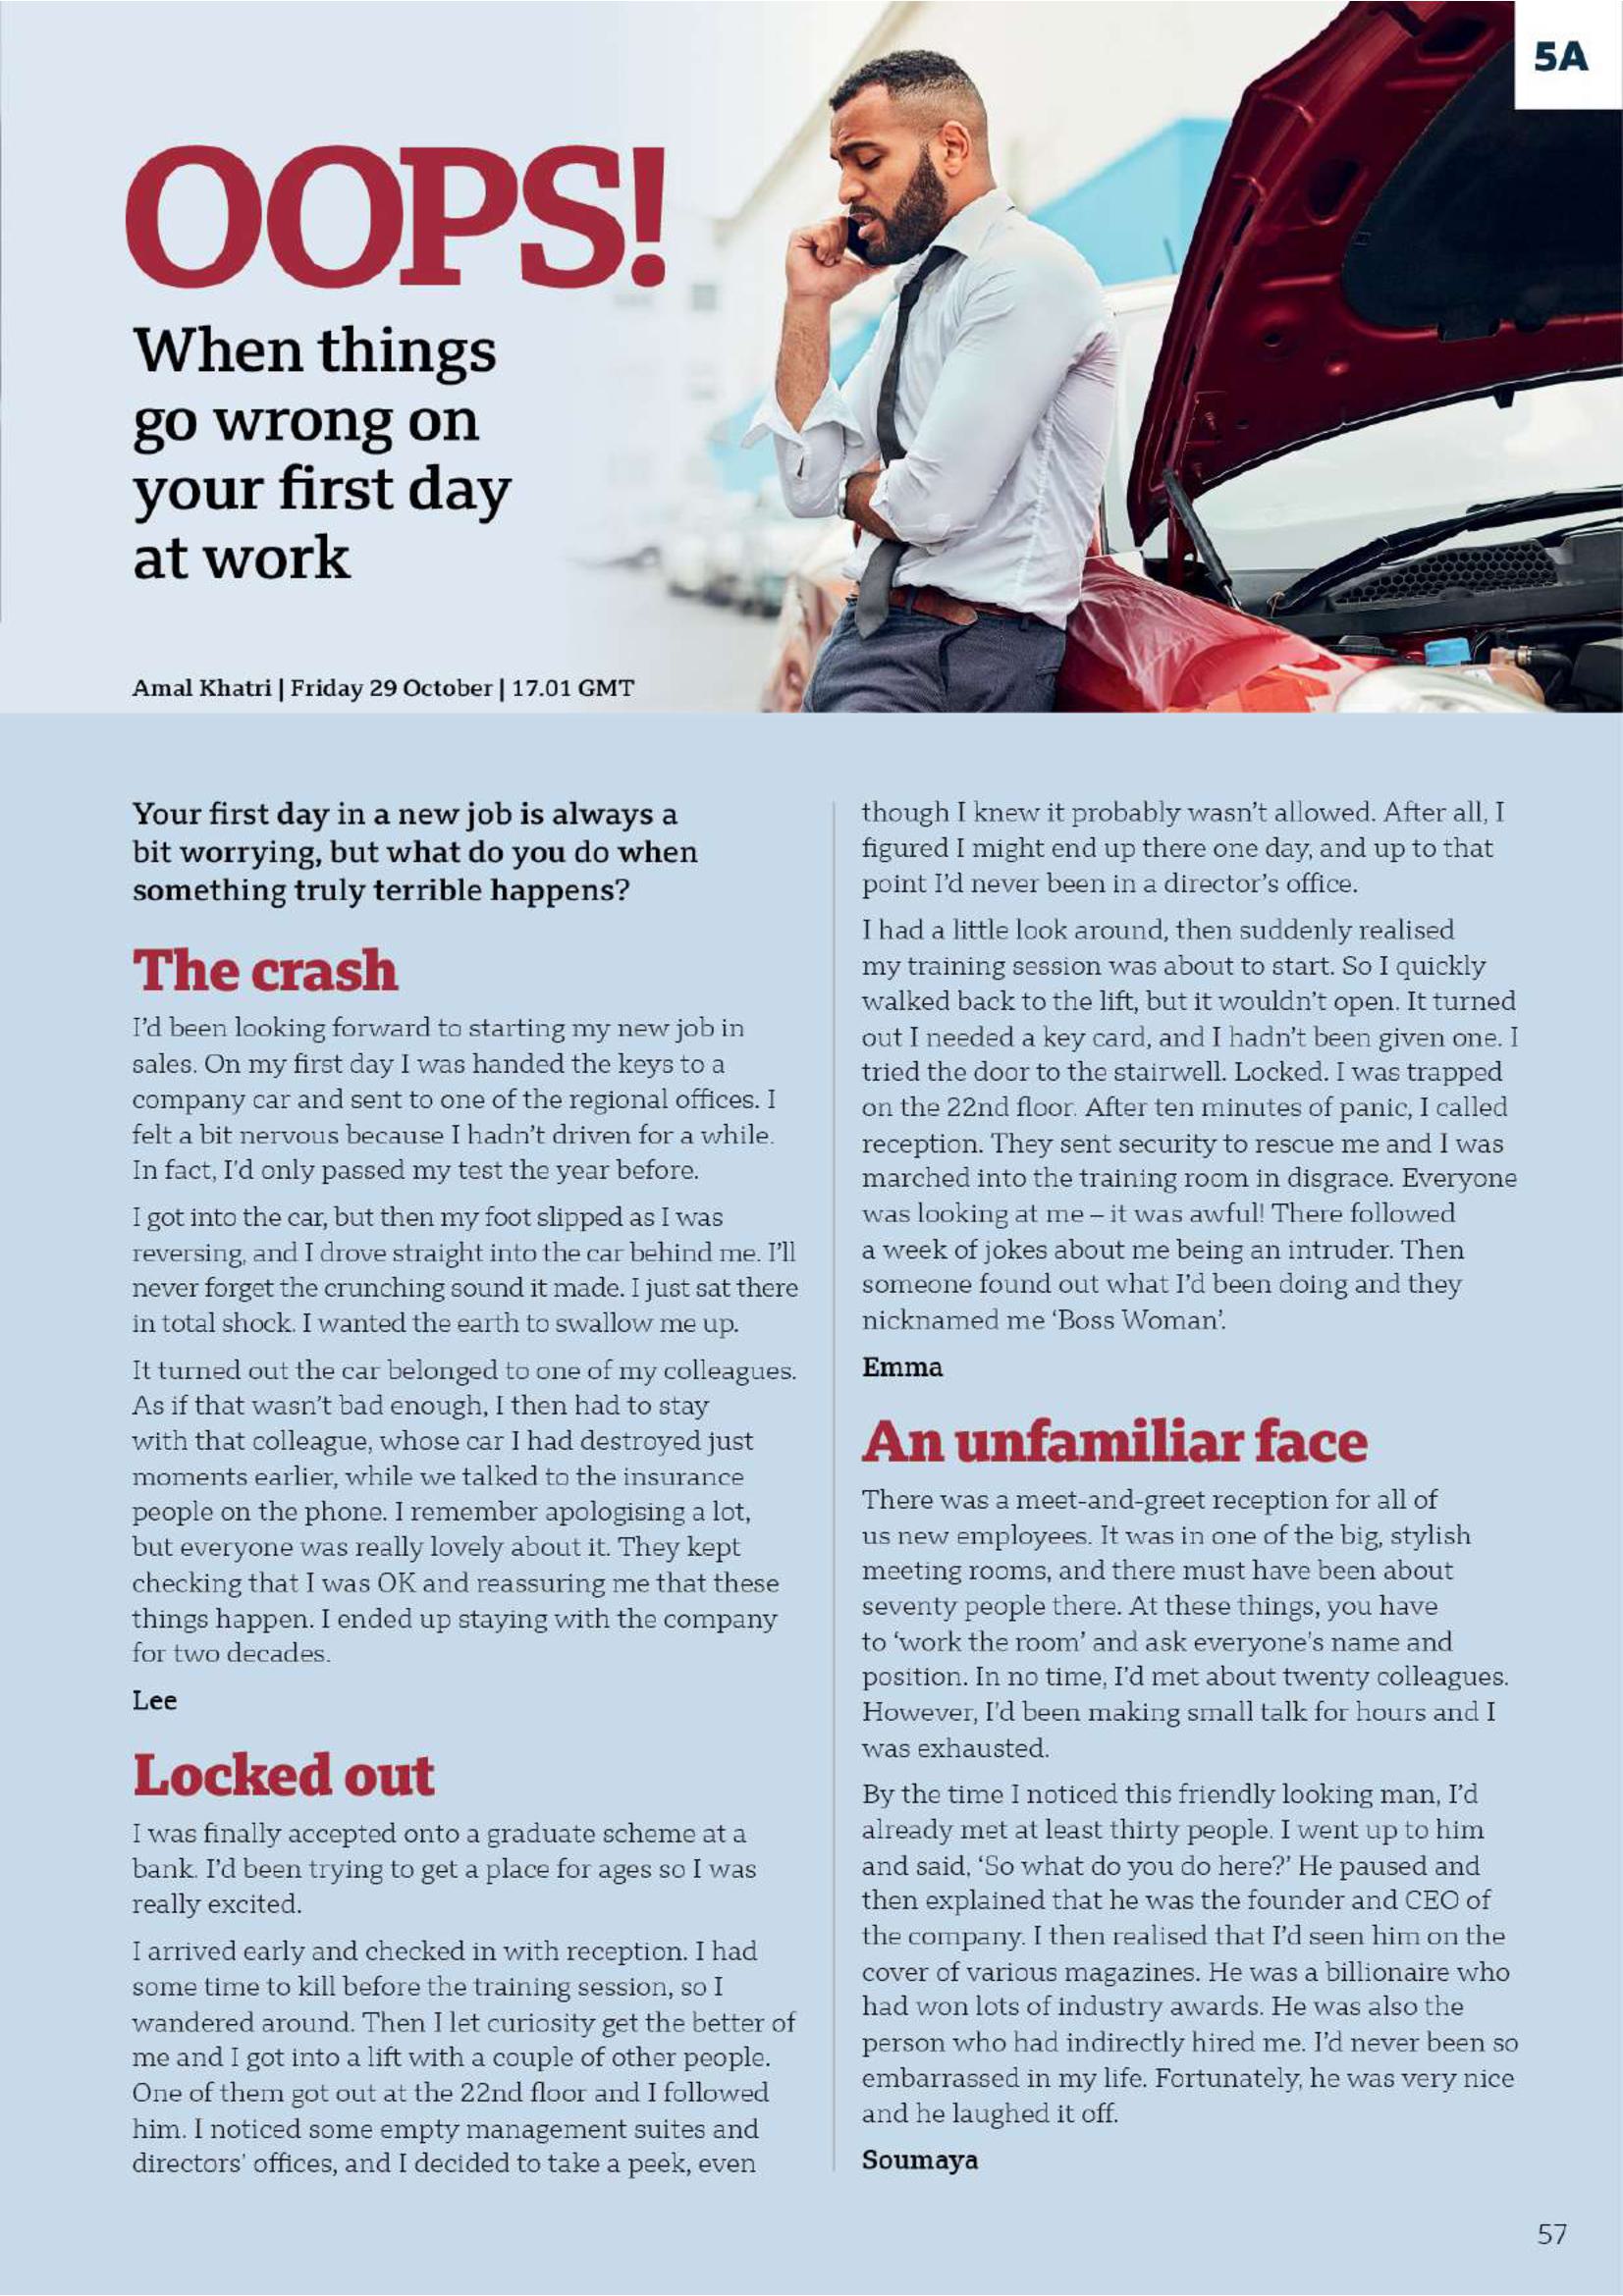 5A
OOPS!
When things
go wrong on
your first day
at work
Amal Khatri | Friday 29 October | 17.01 GMT
Your first day in a new job is always a
bit worrying, but what do you do when
something truly terrible happens?
The crash
I'd been looking forward to starting my new job in
sales. On my first day I was handed the keys to a
company car and sent to one of the regional offices. I
felt a bit nervous because I hadn't driven for a while.
In fact, I'd only passed my test the year before.
I got into the car, but then my foot slipped as I was
reversing, and I drove straight into the car behind me. I'll
never forget the crunching sound it made. I just sat there
in total shock. I wanted the earth to swallow me up.
It turned out the car belonged to one of my colleagues.
As if that wasn't bad enough, I then had to stay
with that colleague, whose car I had destroyed just
moments earlier, while we talked to the insurance
people on the phone. I remember apologising a lot,
but everyone was really lovely about it. They kept
checking that I was OK and reassuring me that these
things happen. I ended up staying with the company
for two decades.
Lee
Locked out
I was finally accepted onto a graduate scheme at a
bank. I'd been trying to get a place for ages so I was
really excited.
I arrived early and checked in with reception. I had
some time to kill before the training session, so I
wandered around. Then I let curiosity get the better of
me and I got into a lift with a couple of other people.
One of them got out at the 22nd floor and I followed
him. I noticed some empty management suites and
directors' offices, and I decided to take a peek, even
though I knew it probably wasn't allowed. After all, I
figured I might end up there one day, and up to that
point I'd never been in a director's office.
I had a little look around, then suddenly realised
my training session was about to start. So I quickly
walked back to the lift, but it wouldn't open. It turned
out I needed a key card, and I hadn't been given one. I
tried the door to the stairwell. Locked. I was trapped
on the 22nd floor. After ten minutes of panic, I called
reception. They sent security to rescue me and I was
marched into the training room in disgrace. Everyone
was looking at me – it was awful! There followed
a week of jokes about me being an intruder. Then
someone found out what I'd been doing and they
nicknamed me 'Boss Woman'.
Emma
An unfamiliar face
There was a meet-and-greet reception for all of
us new employees. It was in one of the big, stylish
meeting rooms, and there must have been about
seventy people there. At these things, you have
to 'work the room' and ask everyone's name and
position. In no time, I'd met about twenty colleagues.
However, I'd been making small talk for hours and I
was exhausted.
By the time I noticed this friendly looking man, I'd
already met at least thirty people. I went up to him
and said, 'So what do you do here?' He paused and
then explained that he was the founder and CEO of
the company. I then realised that I'd seen him on the
cover of various magazines. He was a billionaire who
had won lots of industry awards. He was also the
person who had indirectly hired me. I'd never been so
embarrassed in my life. Fortunately, he was very nice
and he laughed it off.
Soumaya
57